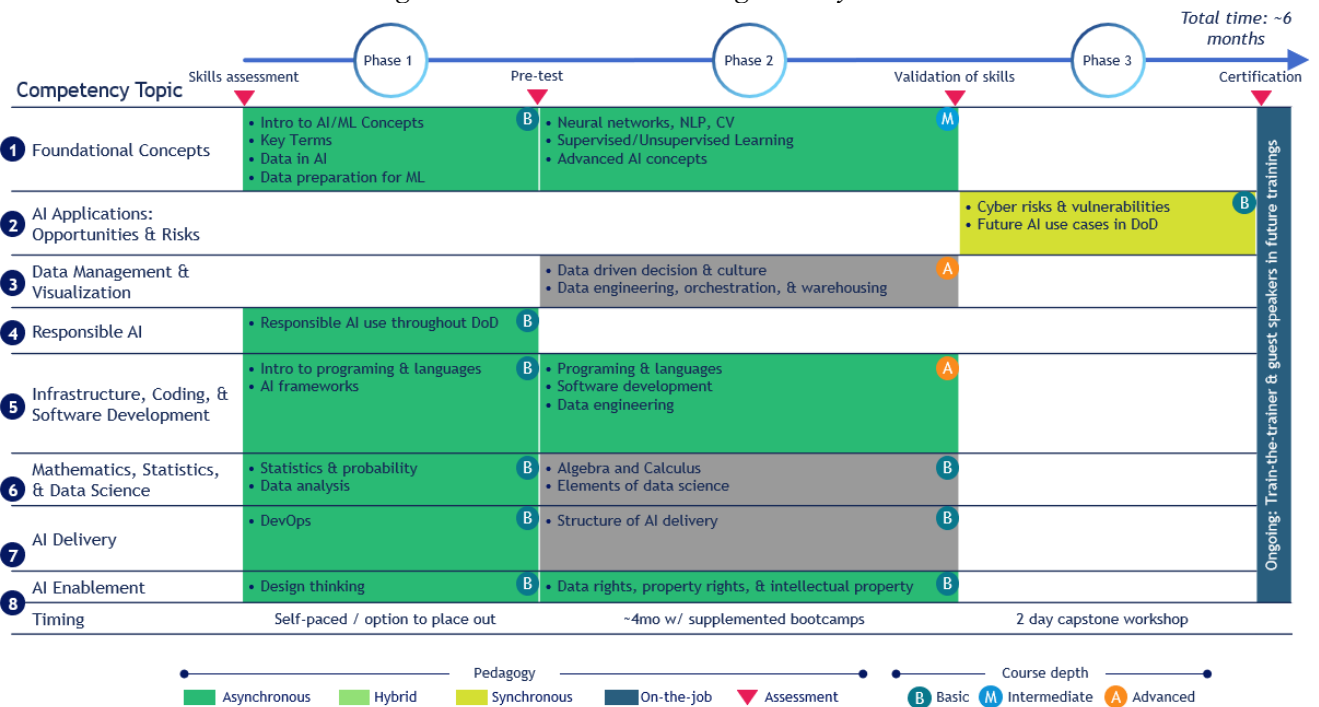 Total time: ~6
months
Phase 1
Phase 2
Phase 3
Skills assessment
Pre-test
Validation of skills
Certification
Competency Topic
1
Foundational Concepts
• Intro to AI/ML Concepts
• Key Terms
• Data in AI
• Data preparation for ML
B
• Neural networks, NLP, CV
• Supervised/Unsupervised Learning
• Advanced AI concepts
M
2
AI Applications:
Opportunities & Risks
• Cyber risks & vulnerabilities
• Future AI use cases in DoD
B
3
Data Management &
Visualization
• Data driven decision & culture
• Data engineering, orchestration, & warehousing
A
4
Responsible AI
• Responsible AI use throughout DoD
B
5
Infrastructure, Coding, &
Software Development
• Intro to programing & languages
• AI frameworks
B
• Programing & languages
• Software development
• Data engineering
A
6
Mathematics, Statistics,
& Data Science
• Statistics & probability
• Data analysis
B
• Algebra and Calculus
• Elements of data science
B
7
AI Delivery
• DevOps
B
• Structure of AI delivery
B
8
AI Enablement
• Design thinking
B
• Data rights, property rights, & intellectual property
B
Timing
Self-paced / option to place out
~4mo w/ supplemented bootcamps
2 day capstone workshop
Ongoing: Train-the-trainer & guest speakers in future trainings
Pedagogy
Asynchronous
Hybrid
Synchronous
On-the-job
Assessment
Course depth
B Basic
M Intermediate
A Advanced